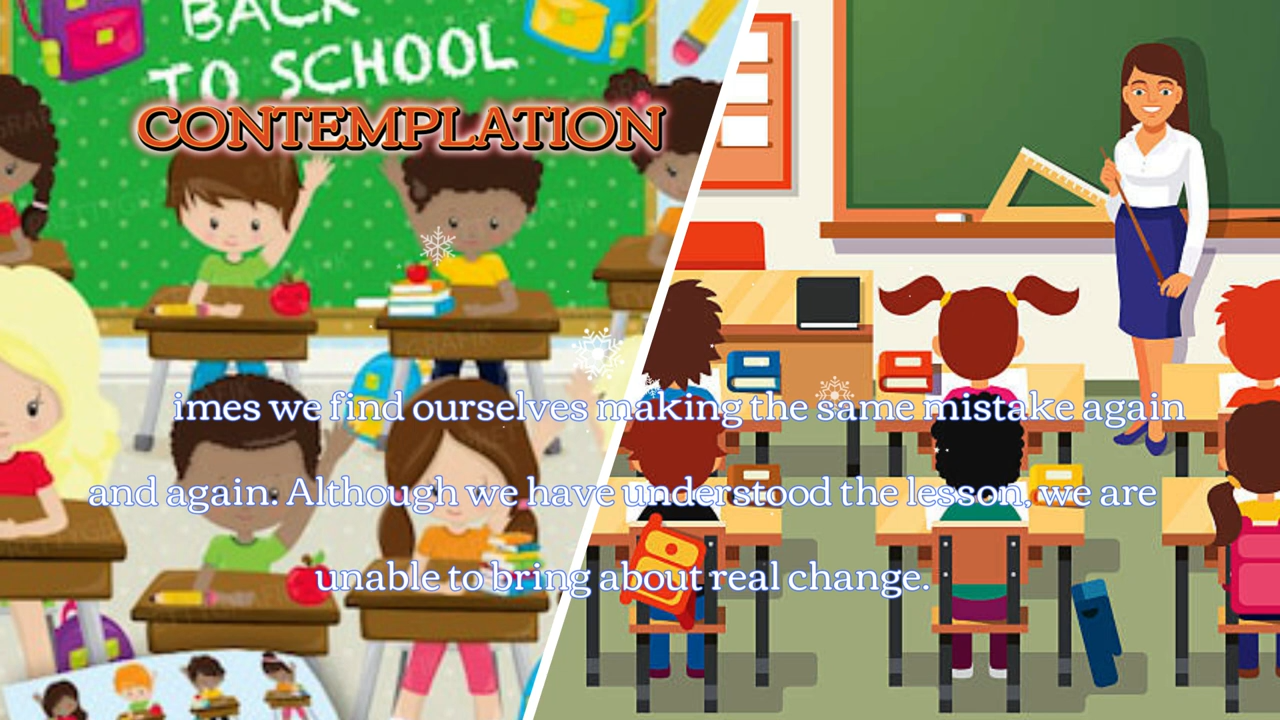 BACK
TO SCHOOL
CONTEMPLATION
imes we find ourselves making the same mistake again
and again. Although we have understood the lesson, we are
unable to bring about real change.